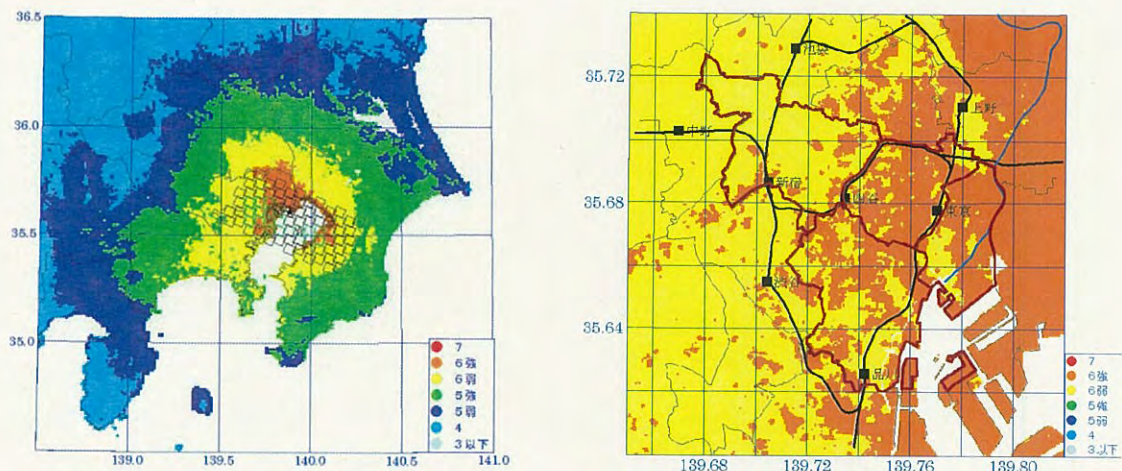 36.5
36.0
35.5
35.0
139.0
139.5
140.0
140.5
141.0
7
6強
6弱
5強
5弱
4
3以下
35.72
35.68
35.64
139.68
139.72
139.76
139.80
池袋
上野
中野
新宿
四谷
東京
渋谷
品川
7
6強
6弱
5強
5弱
4
3以下